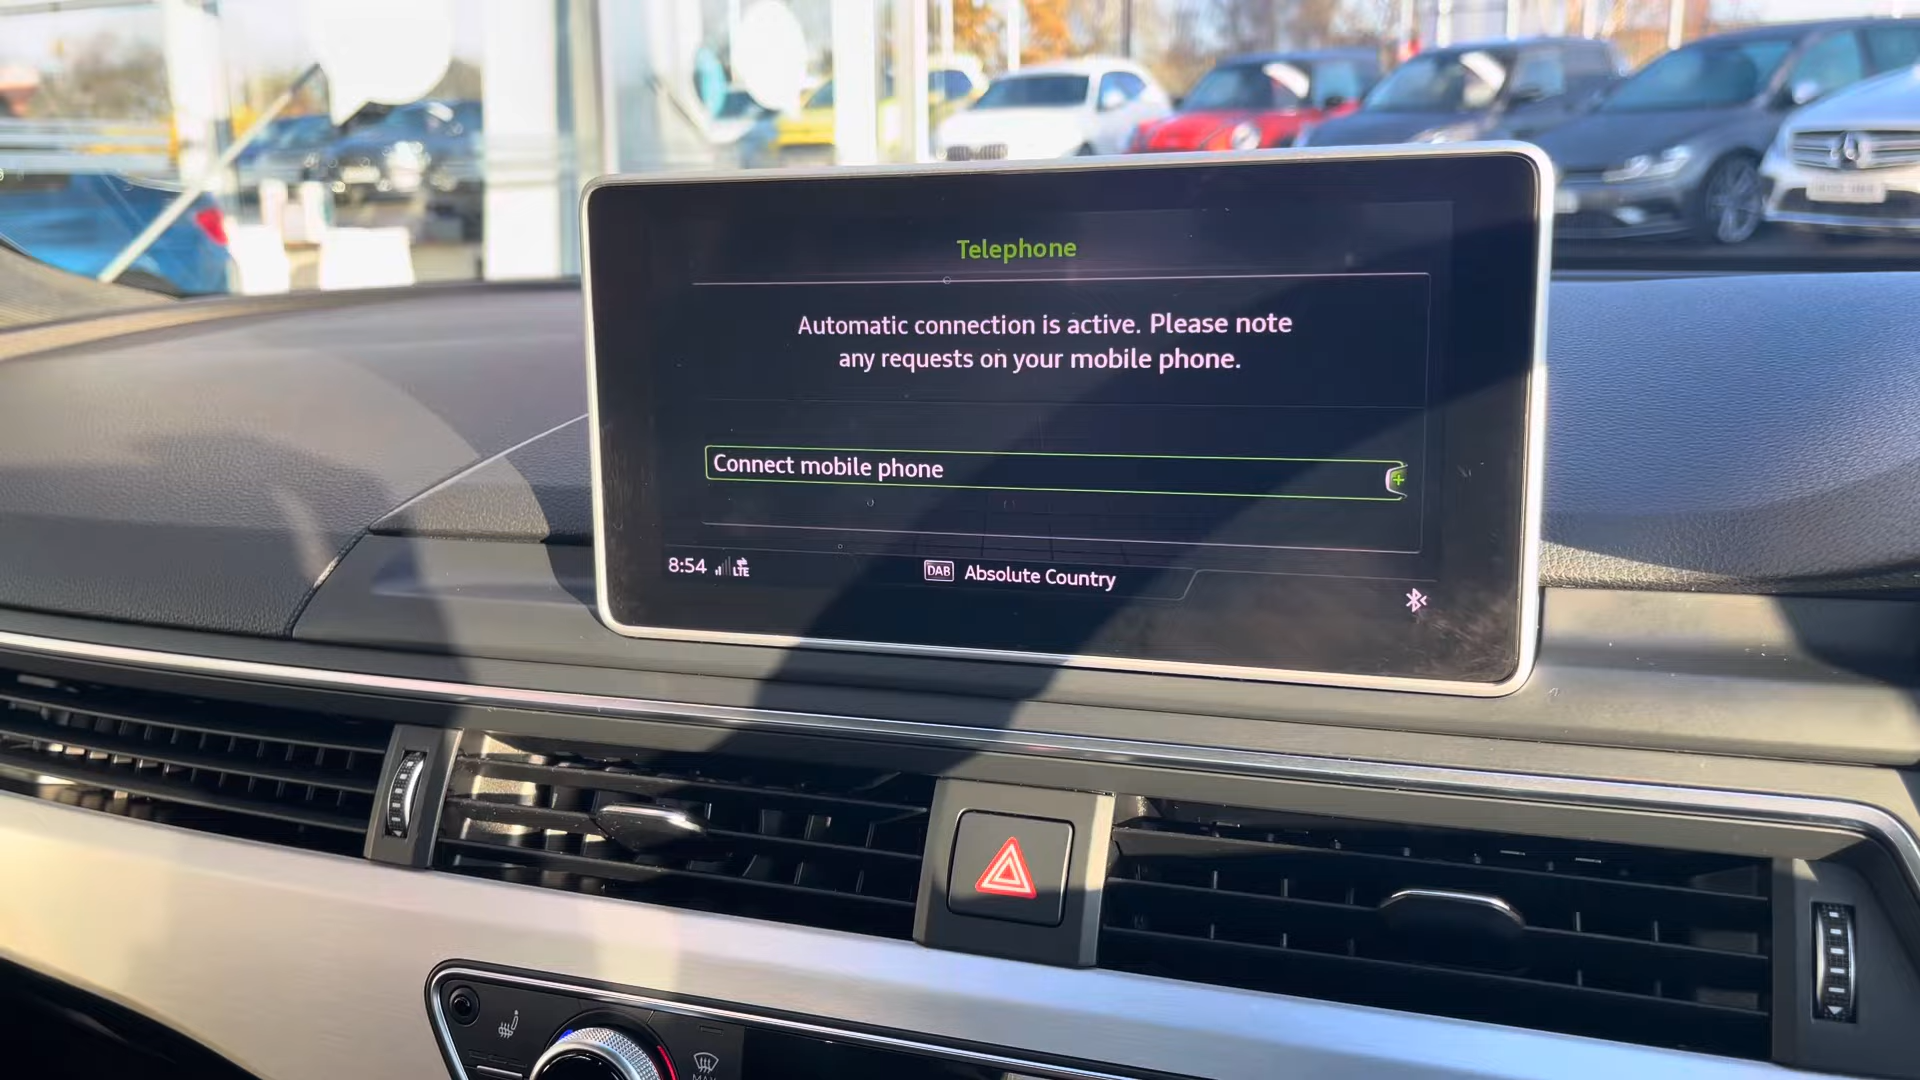 Telephone
Automatic connection is active. Please note
any requests on your mobile phone.
Connect mobile phone
8:54 LTE
DAB Absolute Country
MAX